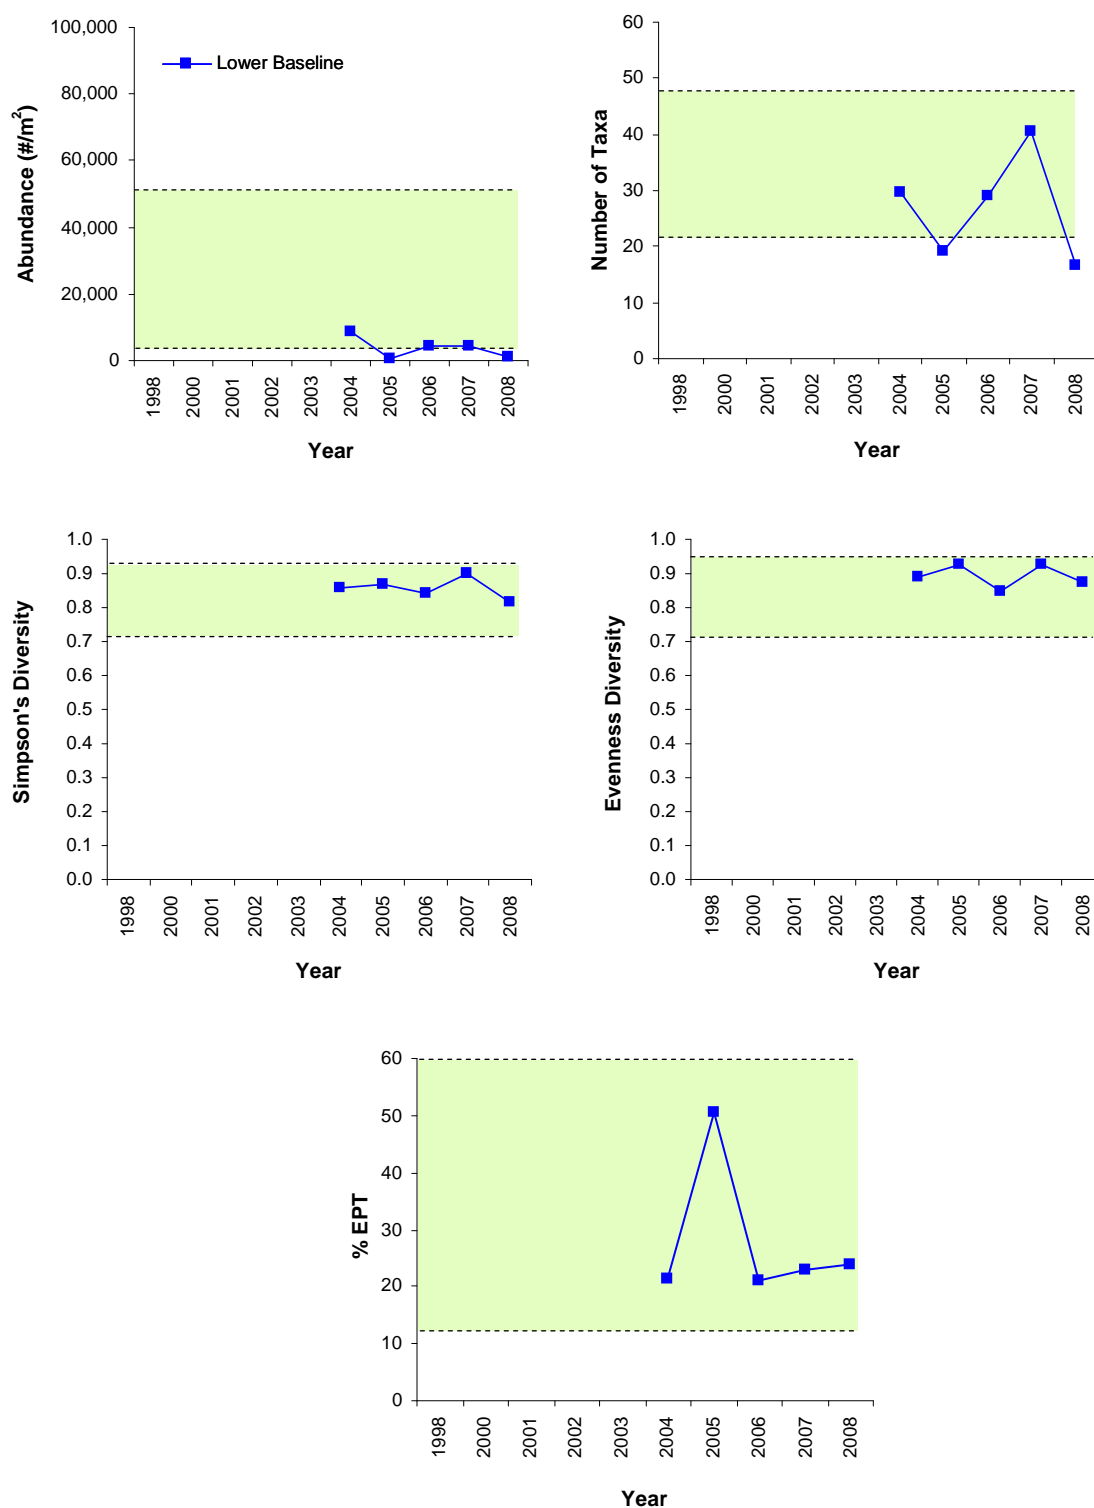 100,000
80,000
60,000
40,000
20,000
0
Abundance (#/m²)
Lower Baseline
1998 2000 2001 2002 2003 2004 2005 2006 2007 2008
Year
60
50
40
30
20
10
0
Number of Taxa
1998 2000 2001 2002 2003 2004 2005 2006 2007 2008
Year
1.0
0.9
0.8
0.7
0.6
0.5
0.4
0.3
0.2
0.1
0.0
Simpson's Diversity
1998 2000 2001 2002 2003 2004 2005 2006 2007 2008
Year
1.0
0.9
0.8
0.7
0.6
0.5
0.4
0.3
0.2
0.1
0.0
Evenness Diversity
1998 2000 2001 2002 2003 2004 2005 2006 2007 2008
Year
60
50
40
30
20
10
0
% EPT
1998 2000 2001 2002 2003 2004 2005 2006 2007 2008
Year